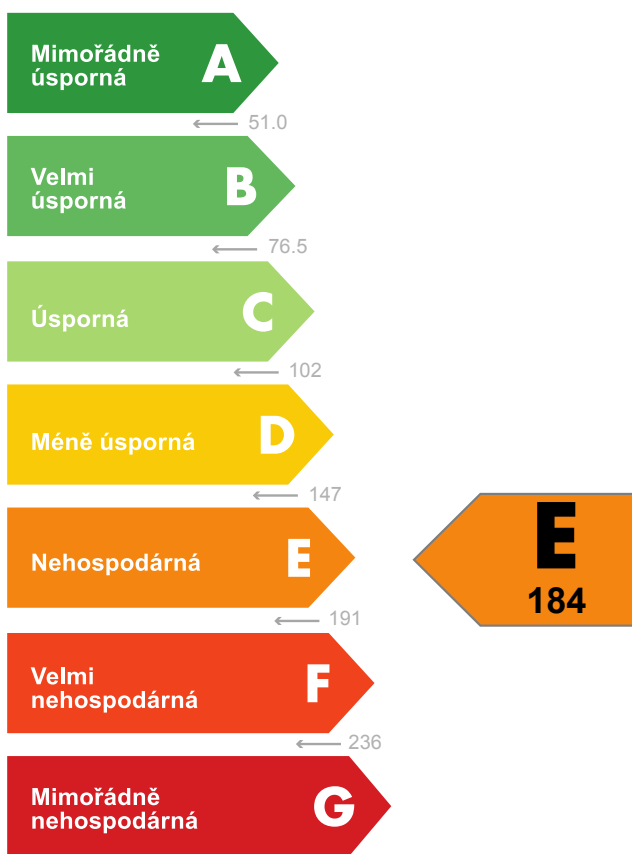 Mimořádně
úsporná
A
← 51.0
Velmi
úsporná
B
← 76.5
Úsporná
C
← 102
Méně úsporná
D
← 147
Nehospodárná
E
E
184
← 191
Velmi
nehospodárná
F
← 236
Mimořádně
nehospodárná
G